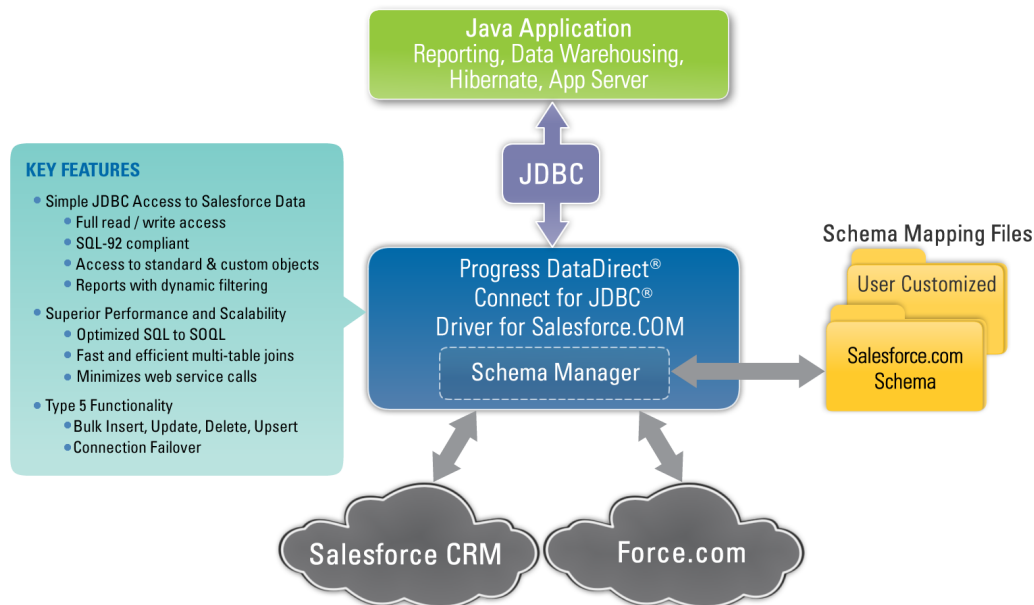 Java Application
Reporting, Data Warehousing,
Hibernate, App Server
JDBC
KEY FEATURES
• Simple JDBC Access to Salesforce Data
• Full read / write access
• SQL-92 compliant
• Access to standard & custom objects
• Reports with dynamic filtering
• Superior Performance and Scalability
• Optimized SQL to SOQL
• Fast and efficient multi-table joins
• Minimizes web service calls
• Type 5 Functionality
• Bulk Insert, Update, Delete, Upsert
• Connection Failover
Progress DataDirect®
Connect for JDBC®
Driver for Salesforce.COM
Schema Manager
Schema Mapping Files
User Customized
Salesforce.com
Schema
Salesforce CRM
Force.com